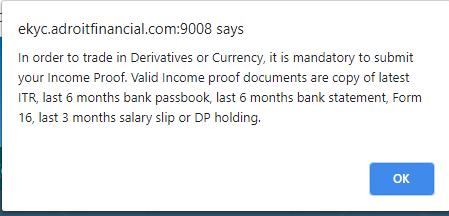 ekyc.adroitfinancial.com:9008 says
In order to trade in Derivatives or Currency, it is mandatory to submit
your Income Proof. Valid Income proof documents are copy of latest
ITR, last 6 months bank passbook, last 6 months bank statement, Form
16, last 3 months salary slip or DP holding.
OK